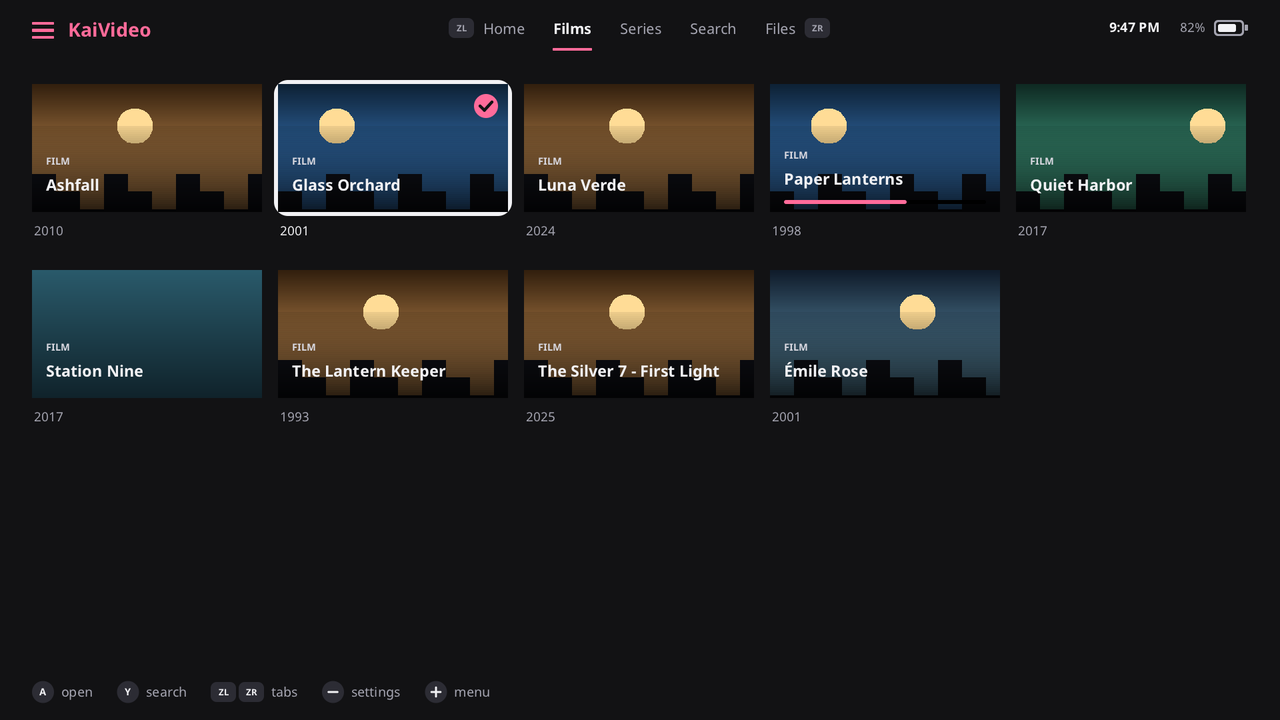 KaiVideo
ZL Home Films Series Search Files ZR
9:47 PM 82%
FILM
Ashfall
2010
FILM
Glass Orchard
2001
FILM
Luna Verde
2024
FILM
Paper Lanterns
1998
FILM
Quiet Harbor
2017
FILM
Station Nine
2017
FILM
The Lantern Keeper
1993
FILM
The Silver 7 - First Light
2025
FILM
Émile Rose
2001
A open Y search ZL ZR tabs settings menu